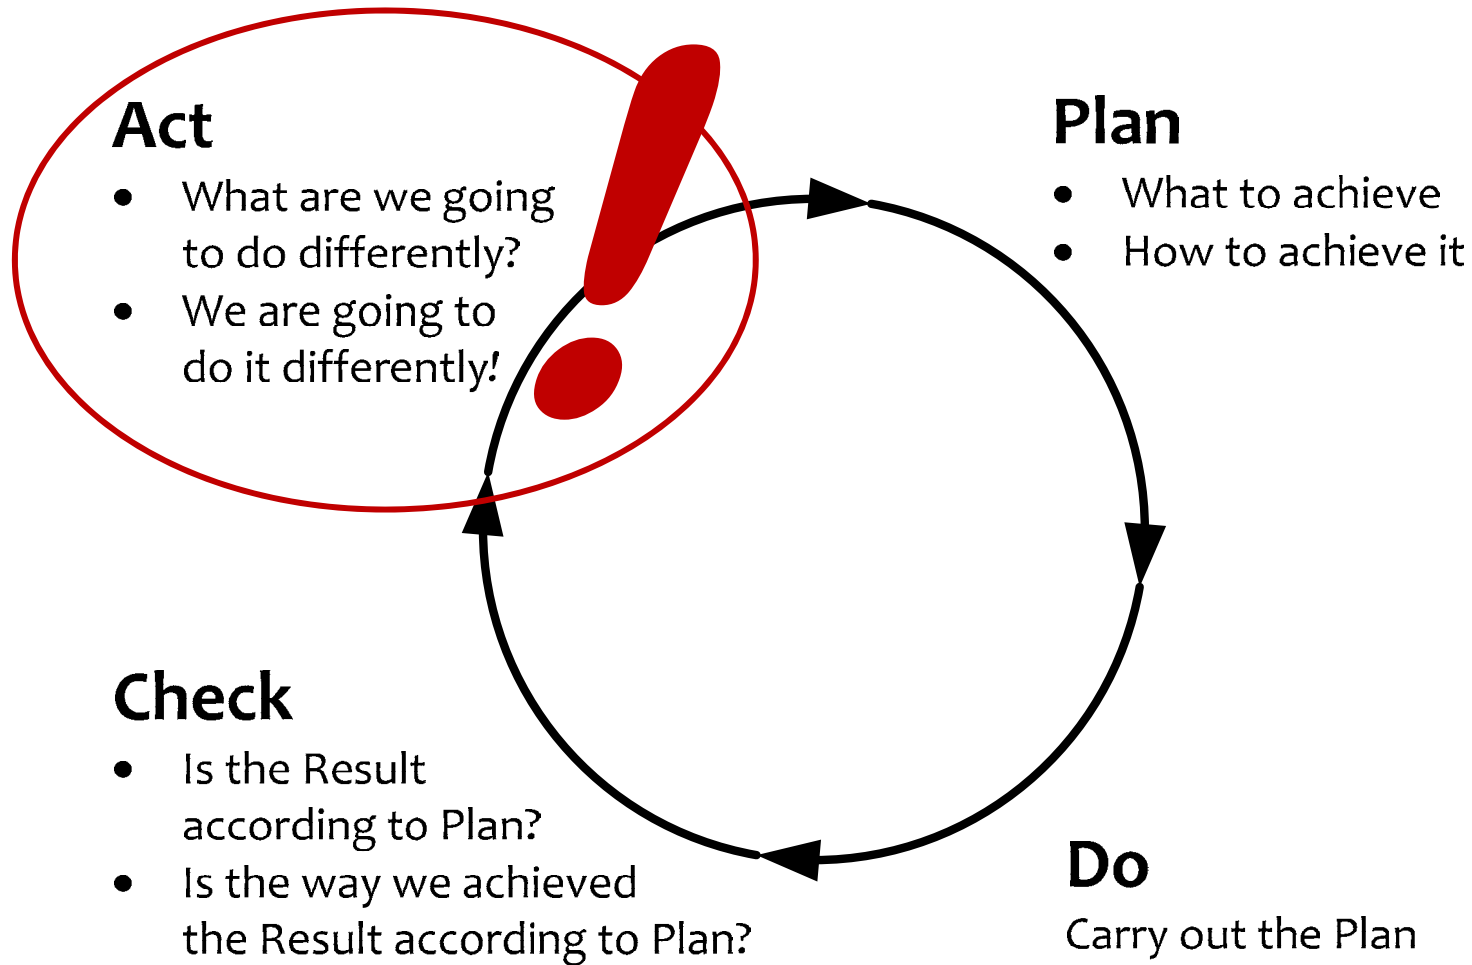 Act
• What are we going
to do differently?
• We are going to
do it differently!
Plan
• What to achieve
• How to achieve it
Check
• Is the Result
according to Plan?
• Is the way we achieved
the Result according to Plan?
Do
Carry out the Plan